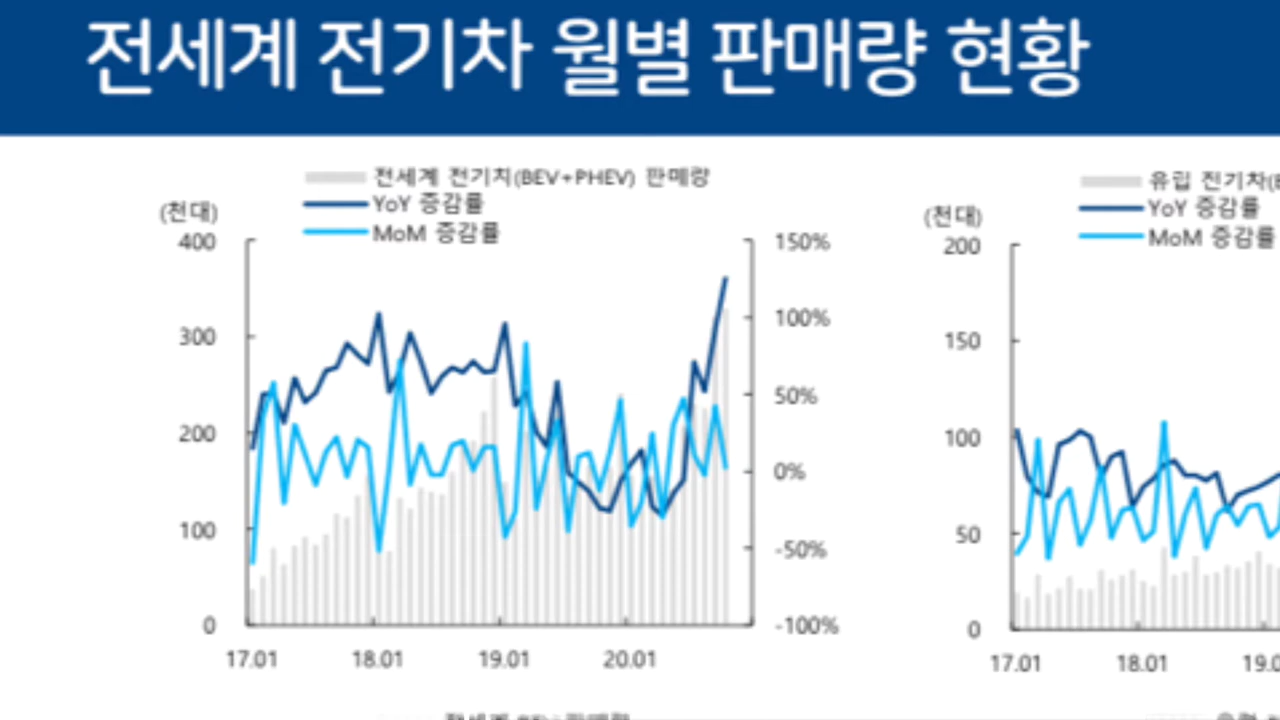 전세계 전기차 월별 판매량 현황
전세계 전기치(BEV+PHEV) 판매량
YoY 증감률
MoM 증감률
(천대)
400
300
200
100
0
150%
100%
50%
0%
-50%
-100%
17.01 18.01 19.01 20.01
유럽 전기차(B
YoY 증감률
MoM 증감률
(천대)
200
150
100
50
0
17.01 18.01 19.0